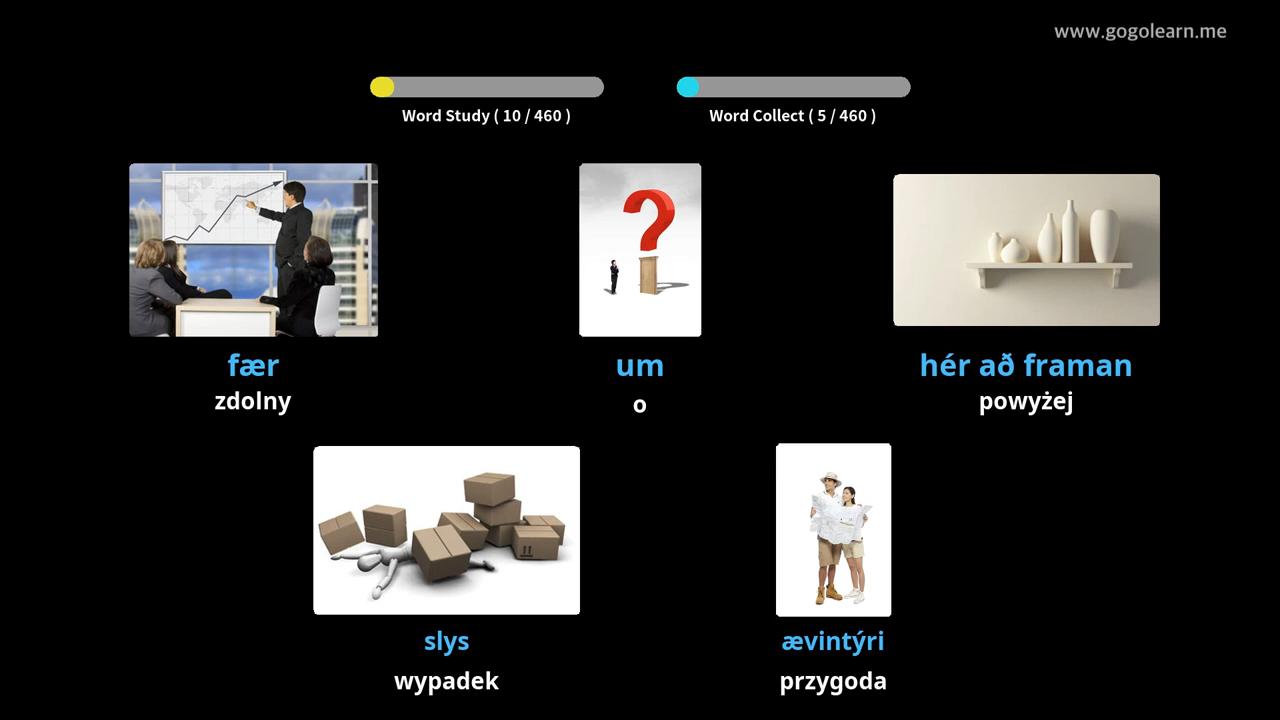 www.gogolearn.me
Word Study ( 10 / 460 )
Word Collect ( 5 / 460 )
fær
zdolny
um
o
hér að framan
powyżej
slys
wypadek
ævintýri
przygoda